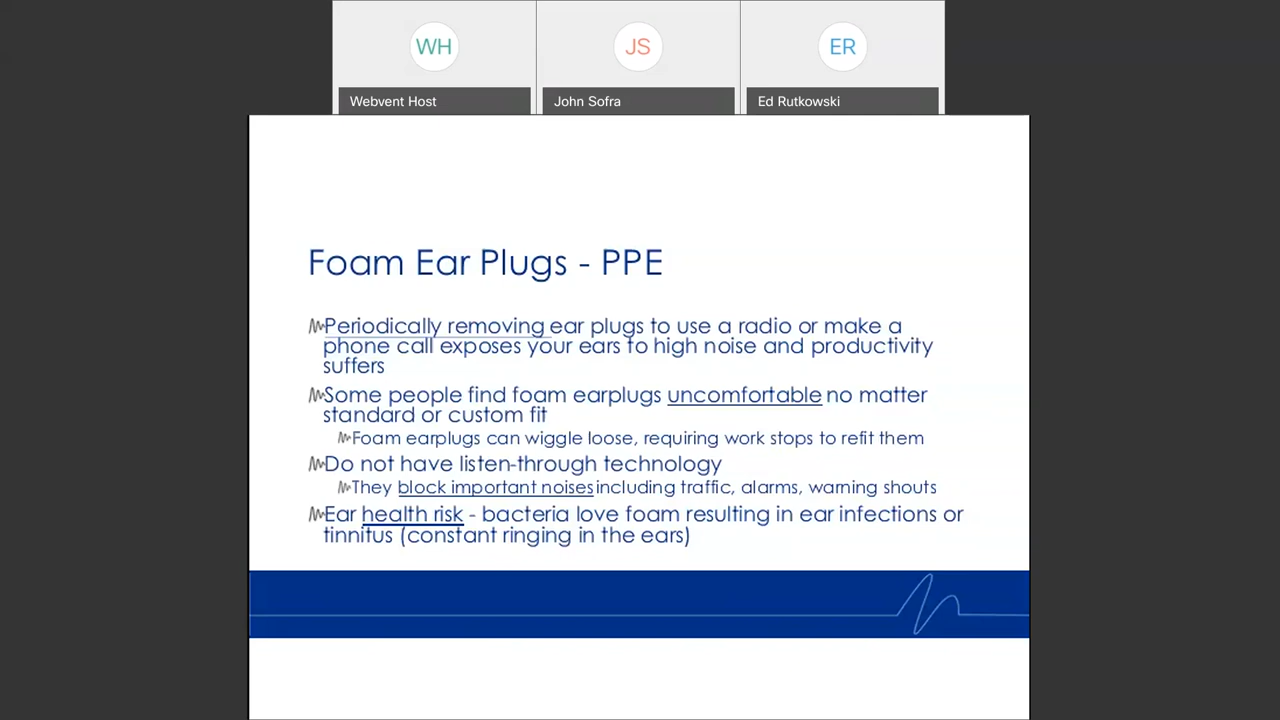 WH
JS
ER
Webvent Host
John Sofra
Ed Rutkowski
Foam Ear Plugs - PPE
Periodically removing ear plugs to use a radio or make a
phone call exposes your ears to high noise and productivity
suffers
Some people find foam earplugs uncomfortable no matter
standard or custom fit
Foam earplugs can wiggle loose, requiring work stops to refit them
Do not have listen-through technology
They block important noises including traffic, alarms, warning shouts
Ear health risk - bacteria love foam resulting in ear infections or
tinnitus (constant ringing in the ears)